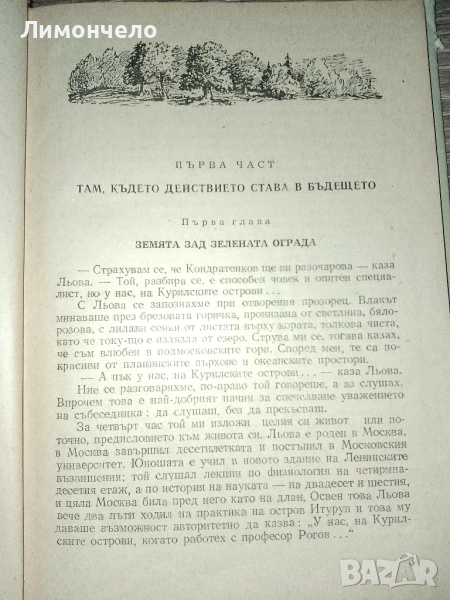 Лимончело
ПЪРВА ЧАСТ
ТАМ, КЪДЕТО ДЕЙСТВИЕТО СТАВА В БЪДЕЩЕТО
Първа глава
ЗЕМЯТА ЗАД ЗЕЛЕНАТА ОГРАДА
— Страхувам се, че Кондратенков ще ни разочарова — каза
Льова. — Той, разбира се, е способен човек и опитен специа-
лист, но у нас, на Курилските острови . . .
С Льова се запознахме при отворения прозорец. Влакът
минаваше през брезовата горичка, пронизана от светлина, бяло-
розова, с лилави сенки от листата върху кората, толкова чиста,
като че току-що е излязла от езеро. Струва ми се, тогава казах,
че съм влюбен в подмосковските гори. Според мен, те са по-
красиви от планинските върхове и океанските простори.
— А пък у нас, на Курилските острови . . . — каза Льова.
Ние се разговаряхме, по-право той говореше, а аз слушах.
Впрочем това е най-добрият начин за спечелване уважението
на събеседника : да слушаш, без да прекъсваш.
За четвърт час той ми изложи целия си живот или по-
точно, предисловието към живота си. Льова е роден в Москва,
в Москва завършил десетилетката и постъпил в Московския
университет. Юношата е учил в новото здание на Ленинските
възвишения; той слушал лекции по физиология на четирина-
десетия етаж, а по история на науката — на двадесет и шестия,
и цяла Москва била пред него като на длан. Освен това Льова
вече два пъти ходил на практика на остров Итуруп и това му
даваше възможност авторитетно да казва : „У нас, на Курил-
ските острови, когато работех с професор Рогов . . .“
3
БАЗАР
bazar.bg